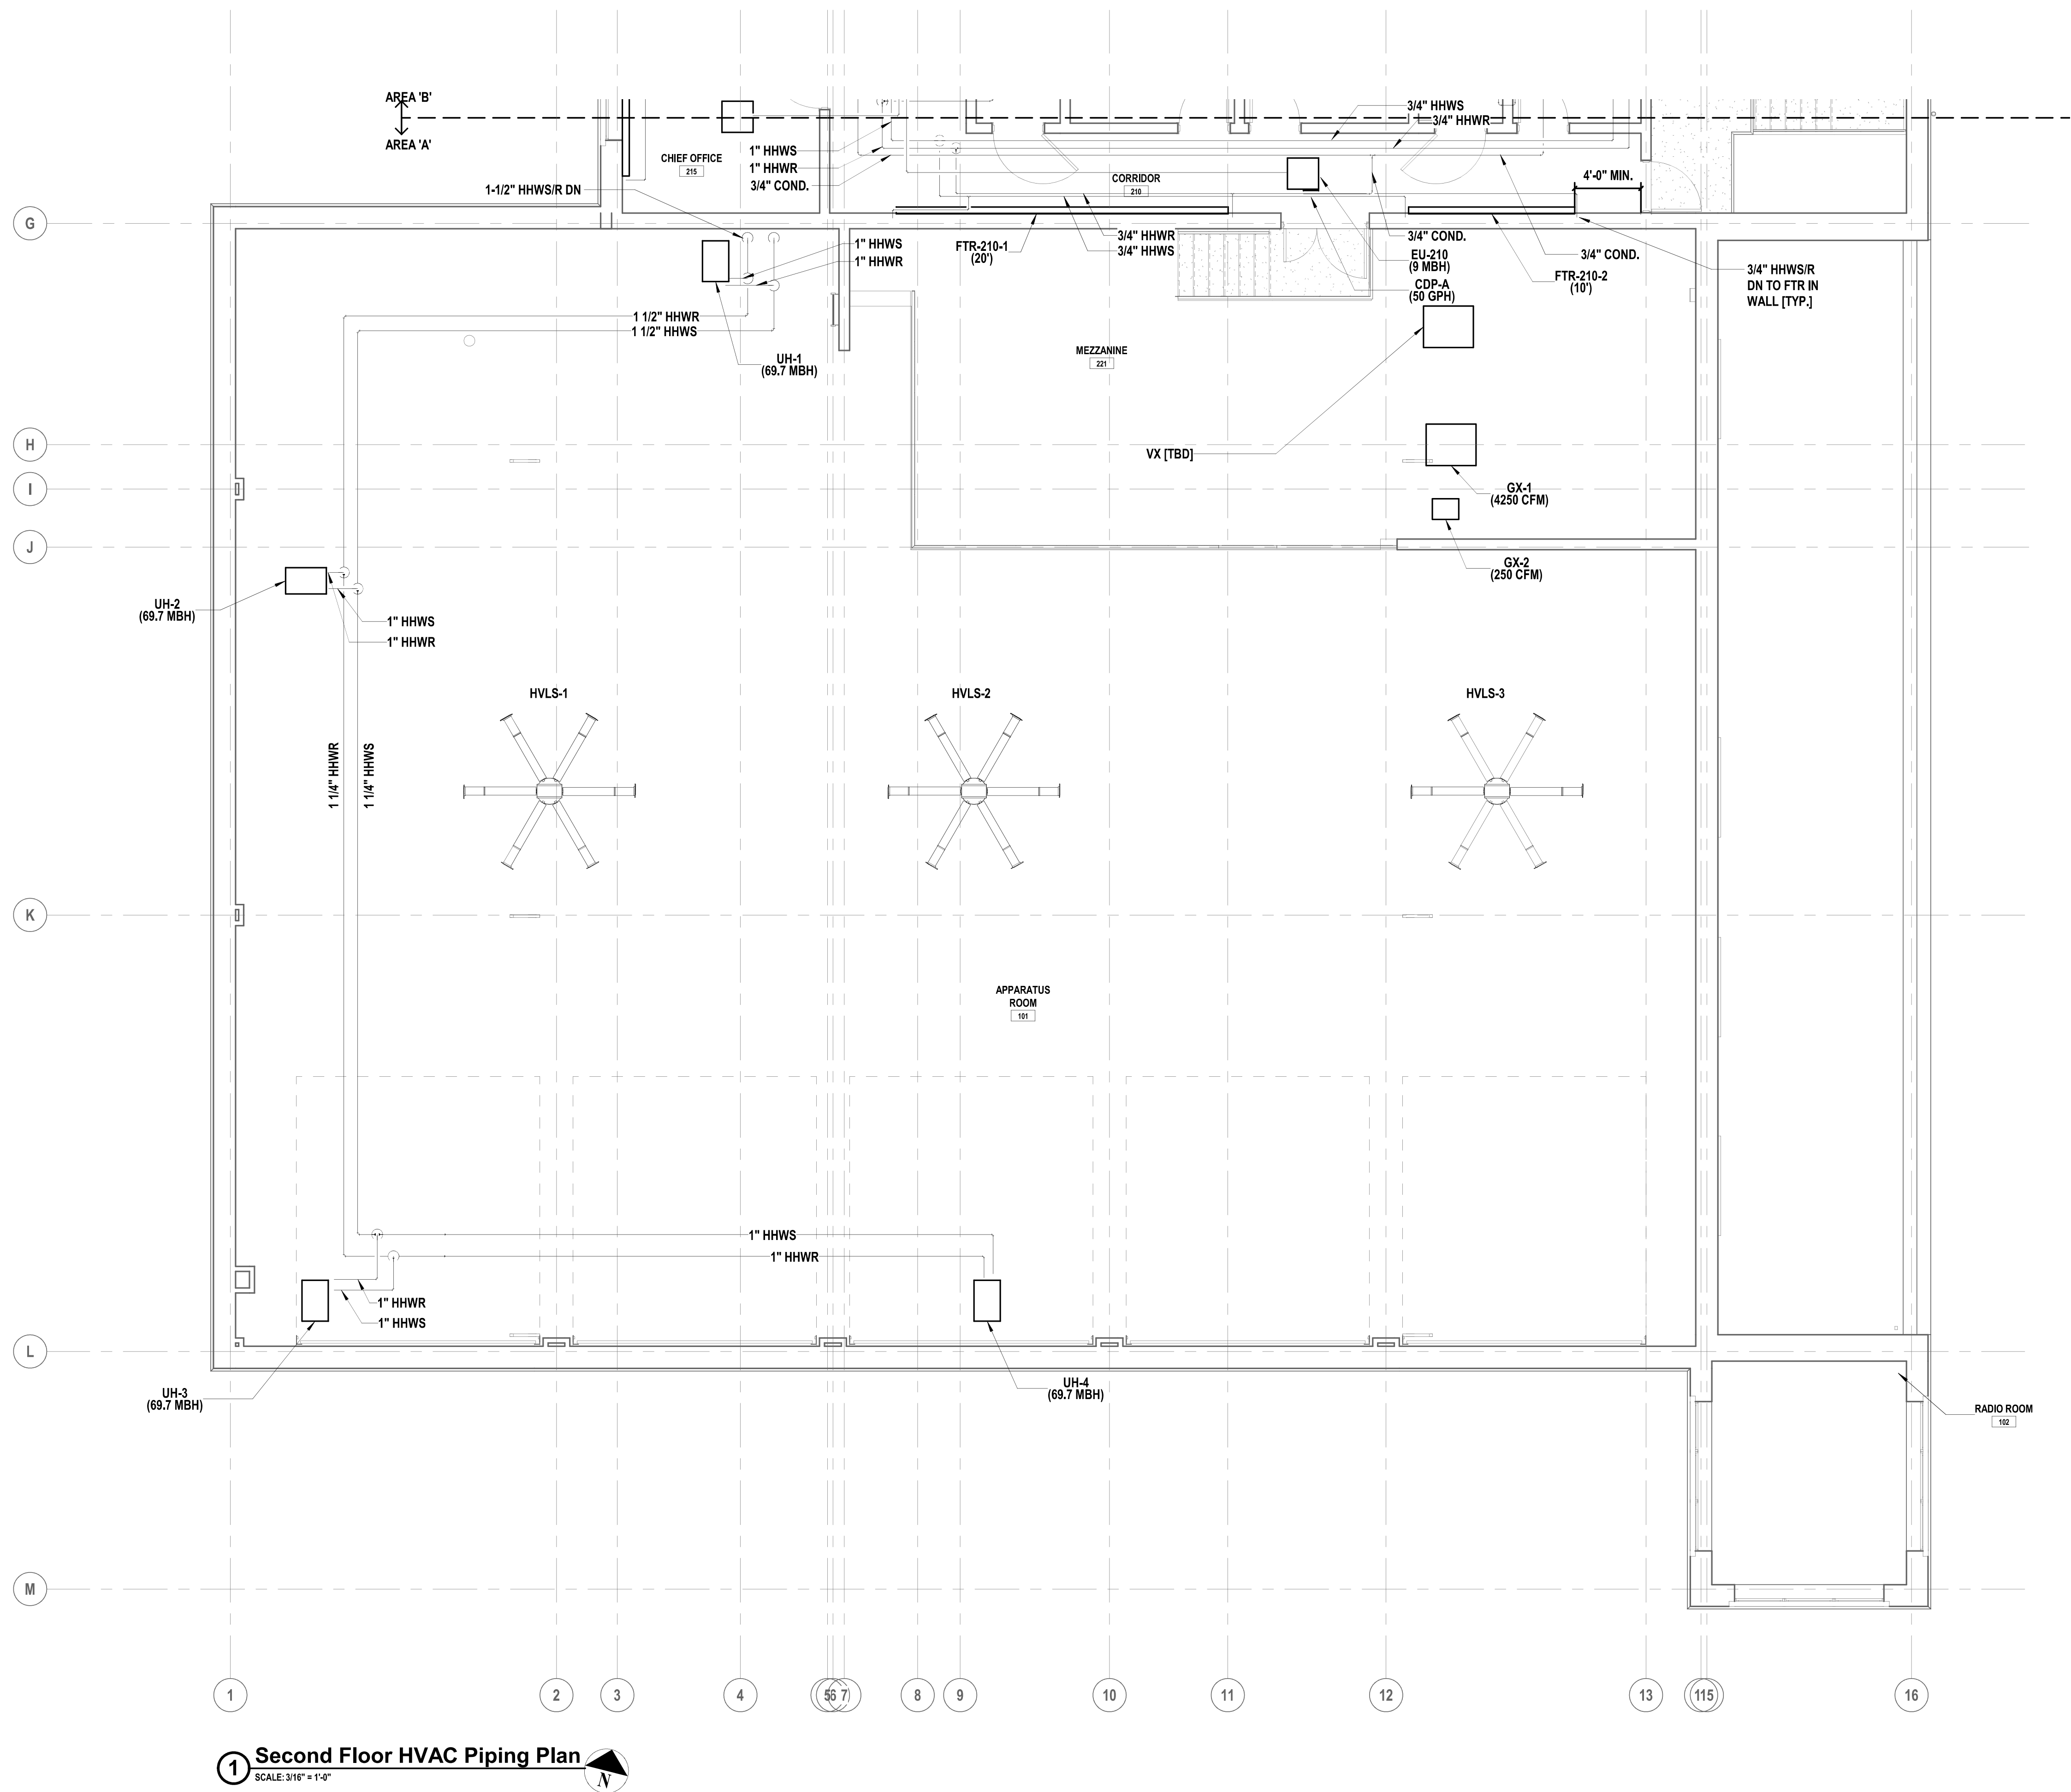 AREA 'B'
AREA 'A'
CHIEF OFFICE
215
1" HHWS
1" HHWR
3/4" COND.
1-1/2" HHWS/R DN
3/4" HHWS
3/4" HHWR
CORRIDOR
210
4'-0" MIN.
G
1" HHWS
1" HHWR
FTR-210-1
(20')
3/4" HHWR
3/4" HHWS
3/4" COND.
EU-210
(9 MBH)
CDP-A
(50 GPH)
3/4" COND.
FTR-210-2
(10')
3/4" HHWS/R
DN TO FTR IN
WALL [TYP.]
1 1/2" HHWR
1 1/2" HHWS
UH-1
(69.7 MBH)
MEZZANINE
221
H
VX [TBD]
I
GX-1
(4250 CFM)
J
GX-2
(250 CFM)
UH-2
(69.7 MBH)
1" HHWS
1" HHWR
HVLS-1
HVLS-2
HVLS-3
1 1/4" HHWR
1 1/4" HHWS
K
APPARATUS
ROOM
101
1" HHWS
1" HHWR
1" HHWR
1" HHWS
L
UH-3
(69.7 MBH)
UH-4
(69.7 MBH)
RADIO ROOM
102
M
1
2
3
4
5
6
7
8
9
10
11
12
13
115
16
1
Second Floor HVAC Piping Plan
SCALE: 3/16" = 1'-0"
N